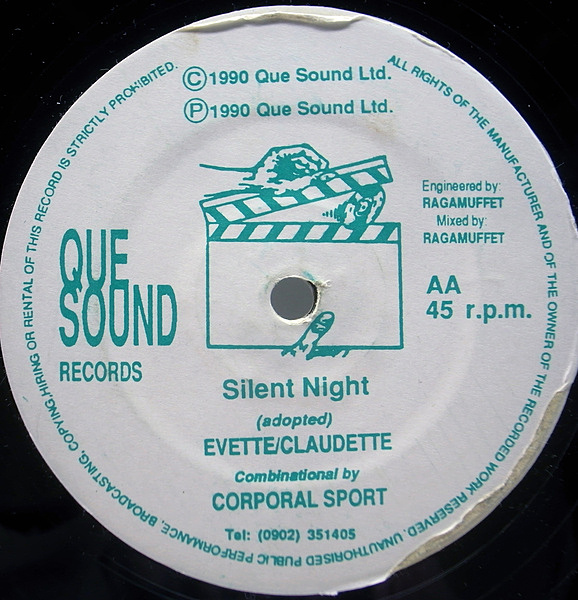 ©1990 Que Sound Ltd.
℗1990 Que Sound Ltd.
ALL RIGHTS OF THE MANUFACTURER AND OF THE OWNER OF THE RECORDED WORK RESERVED. UNAUTHORISED PUBLIC PERFORMANCE, BROADCASTING, COPYING,HIRING OR RENTAL OF THIS RECORD IS STRICTLY PROHIBITED.
Engineered by:
RAGAMUFFET
Mixed by:
RAGAMUFFET
QUE
SOUND
RECORDS
AA
45 r.p.m.
Silent Night
(adopted)
EVETTE/CLAUDETTE
Combinational by
CORPORAL SPORT
Tel: (0902) 351405